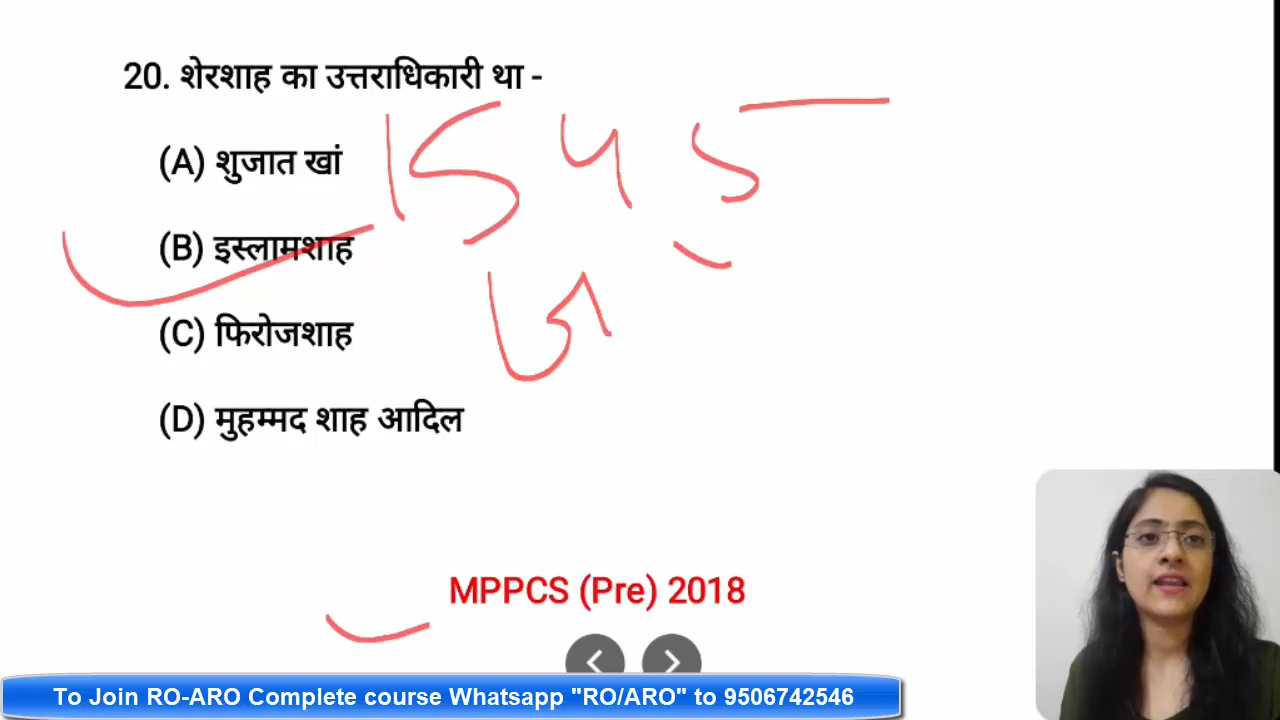 20. शेरशाह का उत्तराधिकारी था -
(A) शुजात खां
1545
(B) इस्लामशाह
(C) फिरोजशाह
(D) मुहम्मद शाह आदिल
MPPCS (Pre) 2018
To Join RO-ARO Complete course Whatsapp "RO/ARO" to 9506742546